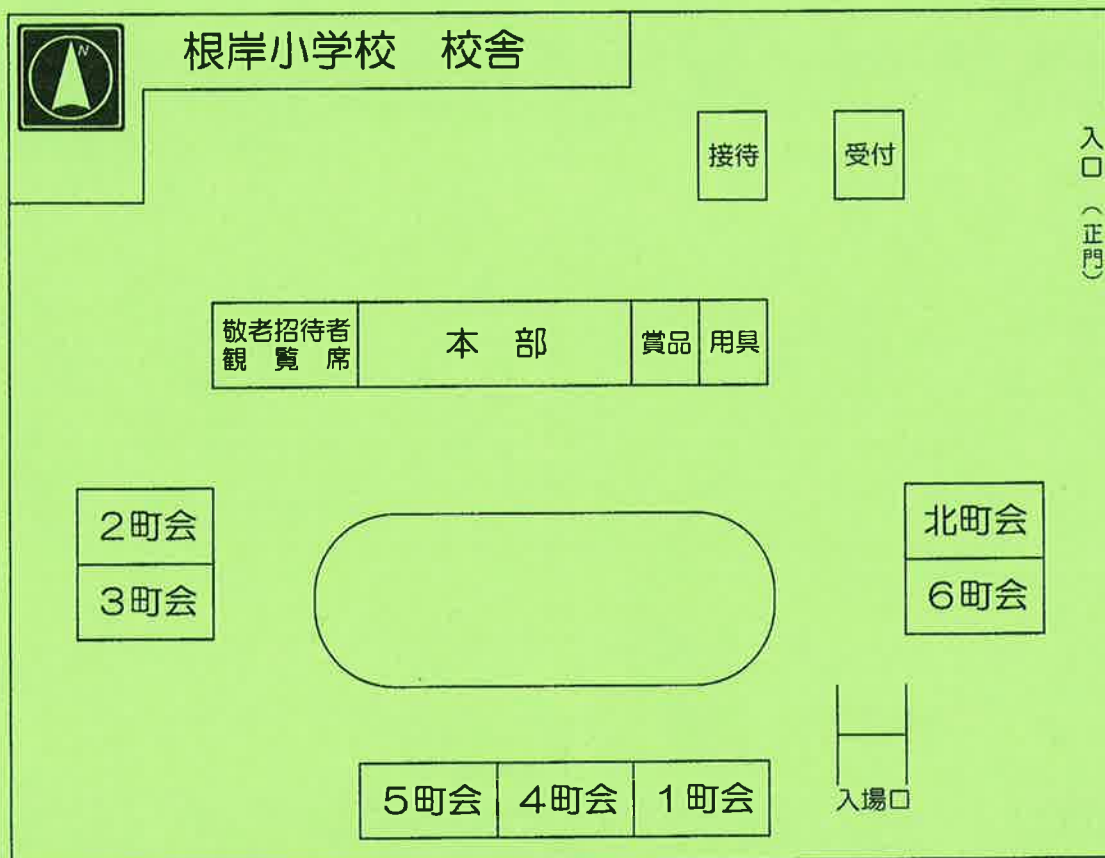 N
根岸小学校　校舎
接待
受付
入口（正門）
敬老招待者
観覧席
本部
賞品
用具
2町会
3町会
北町会
6町会
5町会
4町会
1町会
入場口